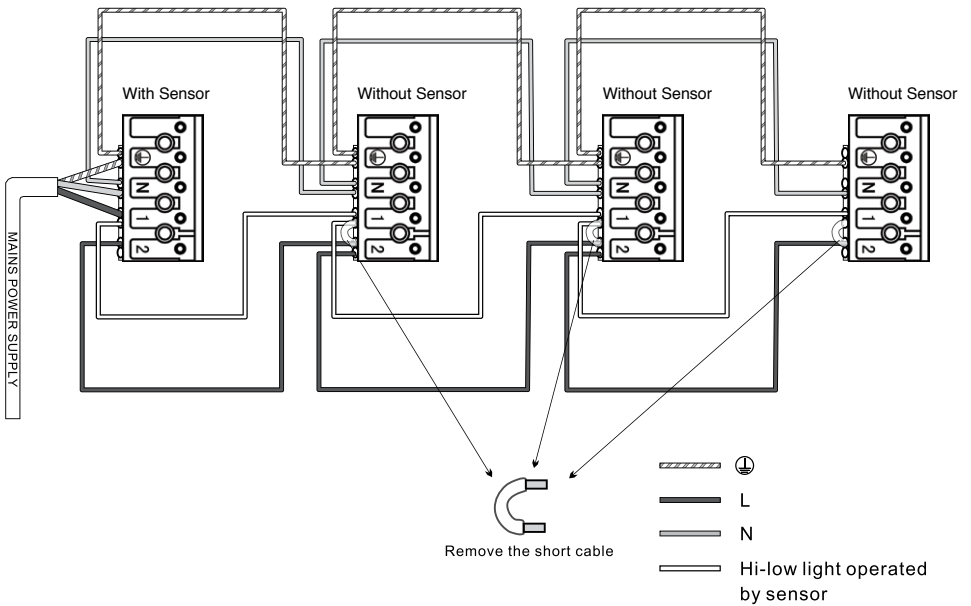 With Sensor
Without Sensor
Without Sensor
Without Sensor
N
1
2
N
1
2
N
1
2
N
1
2
MAINS POWER SUPPLY
Remove the short cable
L
N
Hi-low light operated
by sensor